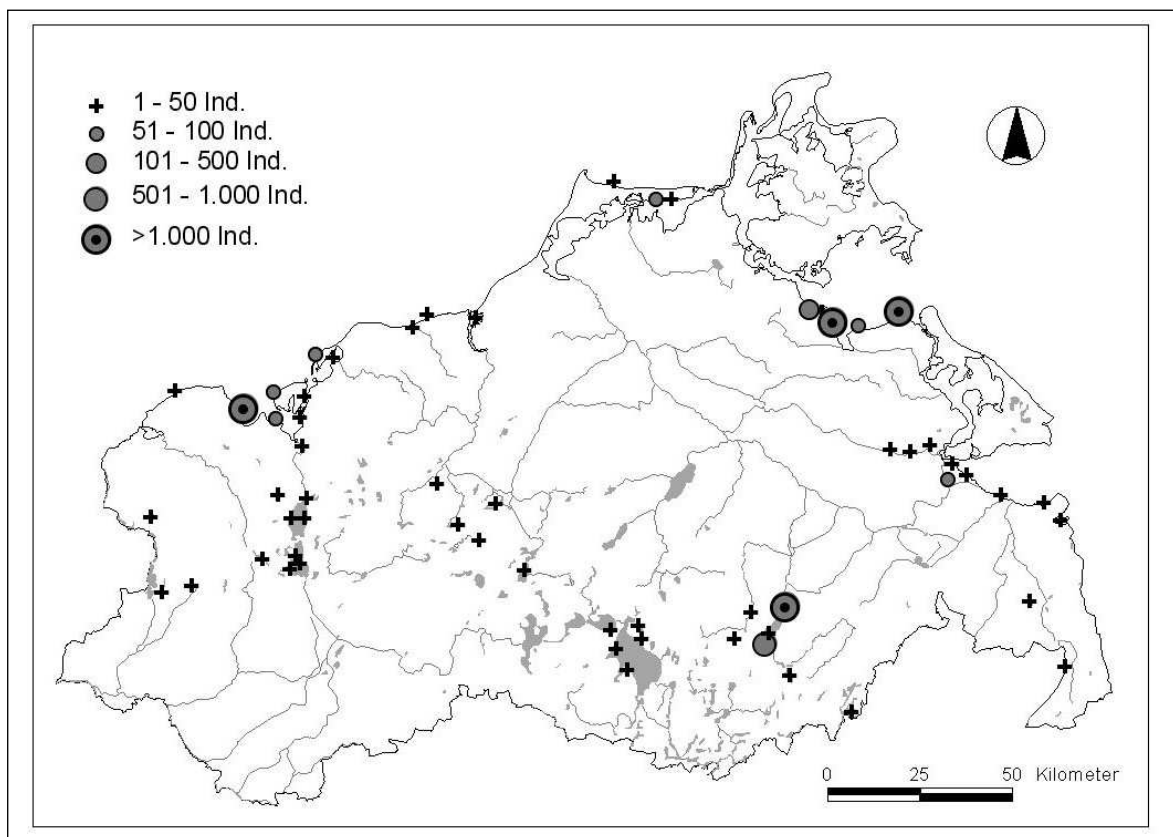 1 - 50 Ind.
51 - 100 Ind.
101 - 500 Ind.
501 - 1.000 Ind.
>1.000 Ind.
0 25 50 Kilometer